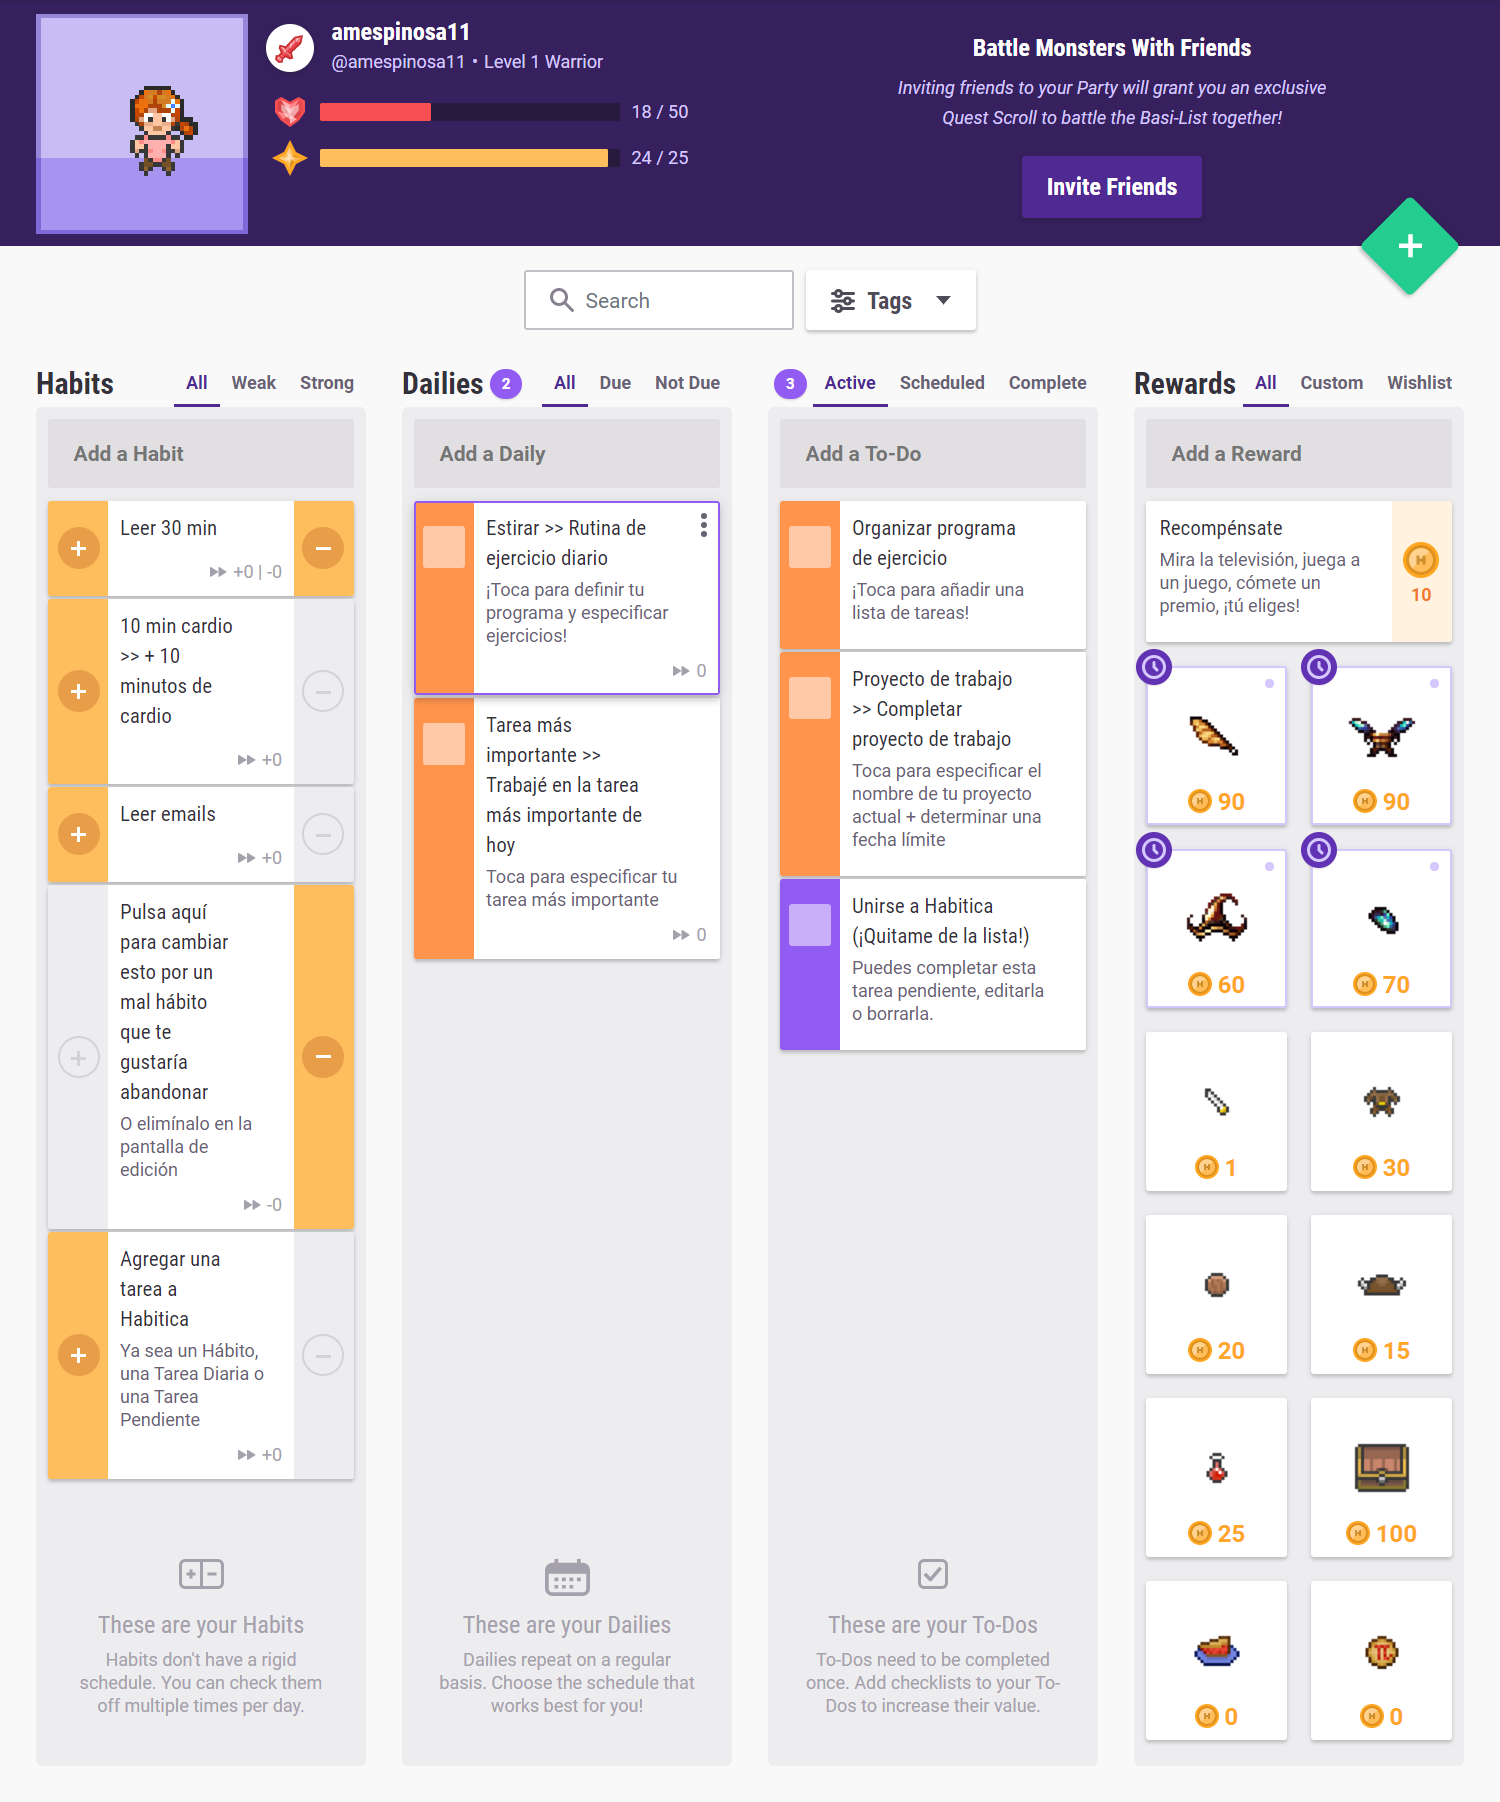 amespinosa11
@amespinosa11 • Level 1 Warrior
18 / 50
24 / 25
Battle Monsters With Friends
Inviting friends to your Party will grant you an exclusive
Quest Scroll to battle the Basi-List together!
Invite Friends
+
Search
Tags
Habits
All Weak Strong
Add a Habit
Leer 30 min
+0 | -0
10 min cardio
>> + 10
minutos de
cardio
+0
Leer emails
+0
Pulsa aquí
para cambiar
esto por un
mal hábito
que te
gustaría
abandonar
O elimínalo en la
pantalla de
edición
-0
Agregar una
tarea a
Habitica
Ya sea un Hábito,
una Tarea Diaria o
una Tarea
Pendiente
+0
These are your Habits
Habits don't have a rigid
schedule. You can check them
off multiple times per day.
Dailies 2
All Due Not Due
Add a Daily
Estirar >> Rutina de
ejercicio diario
¡Toca para definir tu
programa y especificar
ejercicios!
0
Tarea más
importante >>
Trabajé en la tarea
más importante de
hoy
Toca para especificar tu
tarea más importante
0
These are your Dailies
Dailies repeat on a regular
basis. Choose the schedule that
works best for you!
3
Active Scheduled Complete
Add a To-Do
Organizar programa
de ejercicio
¡Toca para añadir una
lista de tareas!
Proyecto de trabajo
>> Completar
proyecto de trabajo
Toca para especificar el
nombre de tu proyecto
actual + determinar una
fecha límite
Unirse a Habitica
(¡Quitame de la lista!)
Puedes completar esta
tarea pendiente, editarla
o borrarla.
These are your To-Dos
To-Dos need to be completed
once. Add checklists to your To-
Dos to increase their value.
Rewards
All Custom Wishlist
Add a Reward
Recompénsate
Mira la televisión, juega a
un juego, cómete un
premio, ¡tú eliges!
10
90 90
60 70
1 30
20 15
25 100
0 0